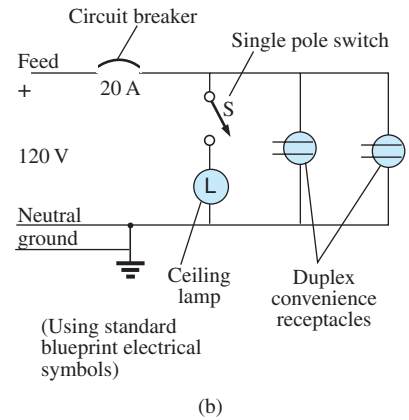 Circuit breaker
Single pole switch
Feed
+
20 A
S
120 V
L
Neutral
ground
Ceiling
lamp
Duplex
convenience
receptacles
(Using standard
blueprint electrical
symbols)
(b)